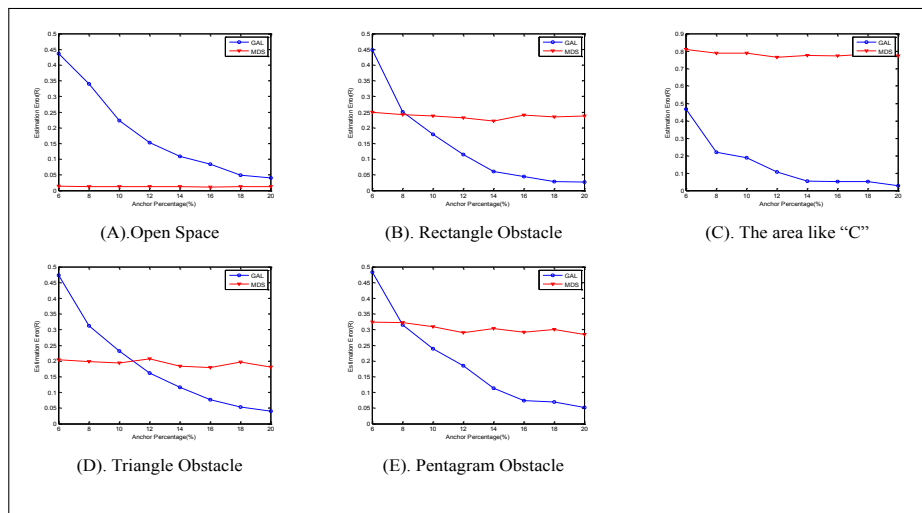 0.5
0.45
0.4
0.35
0.3
0.25
0.2
0.15
0.1
0.05
0
Estimation Error(R)
GAL
MDS
6 8 10 12 14 16 18 20
Anchor Percentage(%)
(A).Open Space
0.5
0.45
0.4
0.35
0.3
0.25
0.2
0.15
0.1
0.05
0
Estimation Error(R)
GAL
MDS
6 8 10 12 14 16 18 20
Anchor Percentage(%)
(B). Rectangle Obstacle
0.9
0.8
0.7
0.6
0.5
0.4
0.3
0.2
0.1
0
Estimation Error(R)
GAL
MDS
6 8 10 12 14 16 18 20
Anchor Percentage(%)
(C). The area like “C”
0.5
0.45
0.4
0.35
0.3
0.25
0.2
0.15
0.1
0.05
0
Estimation Error(R)
GAL
MDS
6 8 10 12 14 16 18 20
Anchor Percentage(%)
(D). Triangle Obstacle
0.5
0.45
0.4
0.35
0.3
0.25
0.2
0.15
0.1
0.05
0
Estimation Error(R)
GAL
MDS
6 8 10 12 14 16 18 20
Anchor Percentage(%)
(E). Pentagram Obstacle